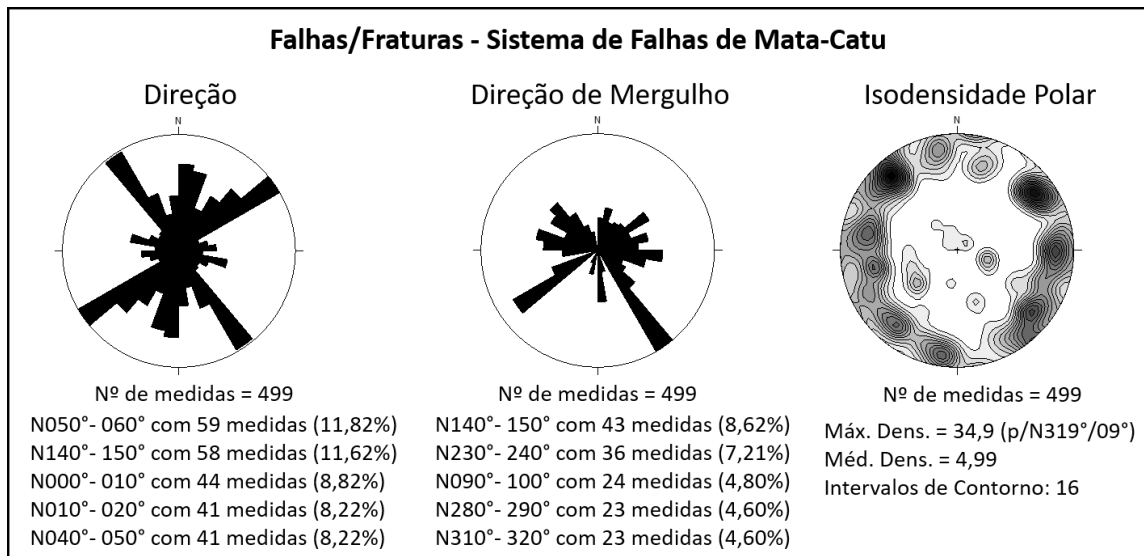 Falhas/Fraturas - Sistema de Falhas de Mata-Catu
Direção
N
Nº de medidas = 499
N050°- 060° com 59 medidas (11,82%)
N140°- 150° com 58 medidas (11,62%)
N000°- 010° com 44 medidas (8,82%)
N010°- 020° com 41 medidas (8,22%)
N040°- 050° com 41 medidas (8,22%)
Direção de Mergulho
N
Nº de medidas = 499
N140°- 150° com 43 medidas (8,62%)
N230°- 240° com 36 medidas (7,21%)
N090°- 100° com 24 medidas (4,80%)
N280°- 290° com 23 medidas (4,60%)
N310°- 320° com 23 medidas (4,60%)
Isodensidade Polar
N
Nº de medidas = 499
Máx. Dens. = 34,9 (p/N319°/09°)
Méd. Dens. = 4,99
Intervalos de Contorno: 16